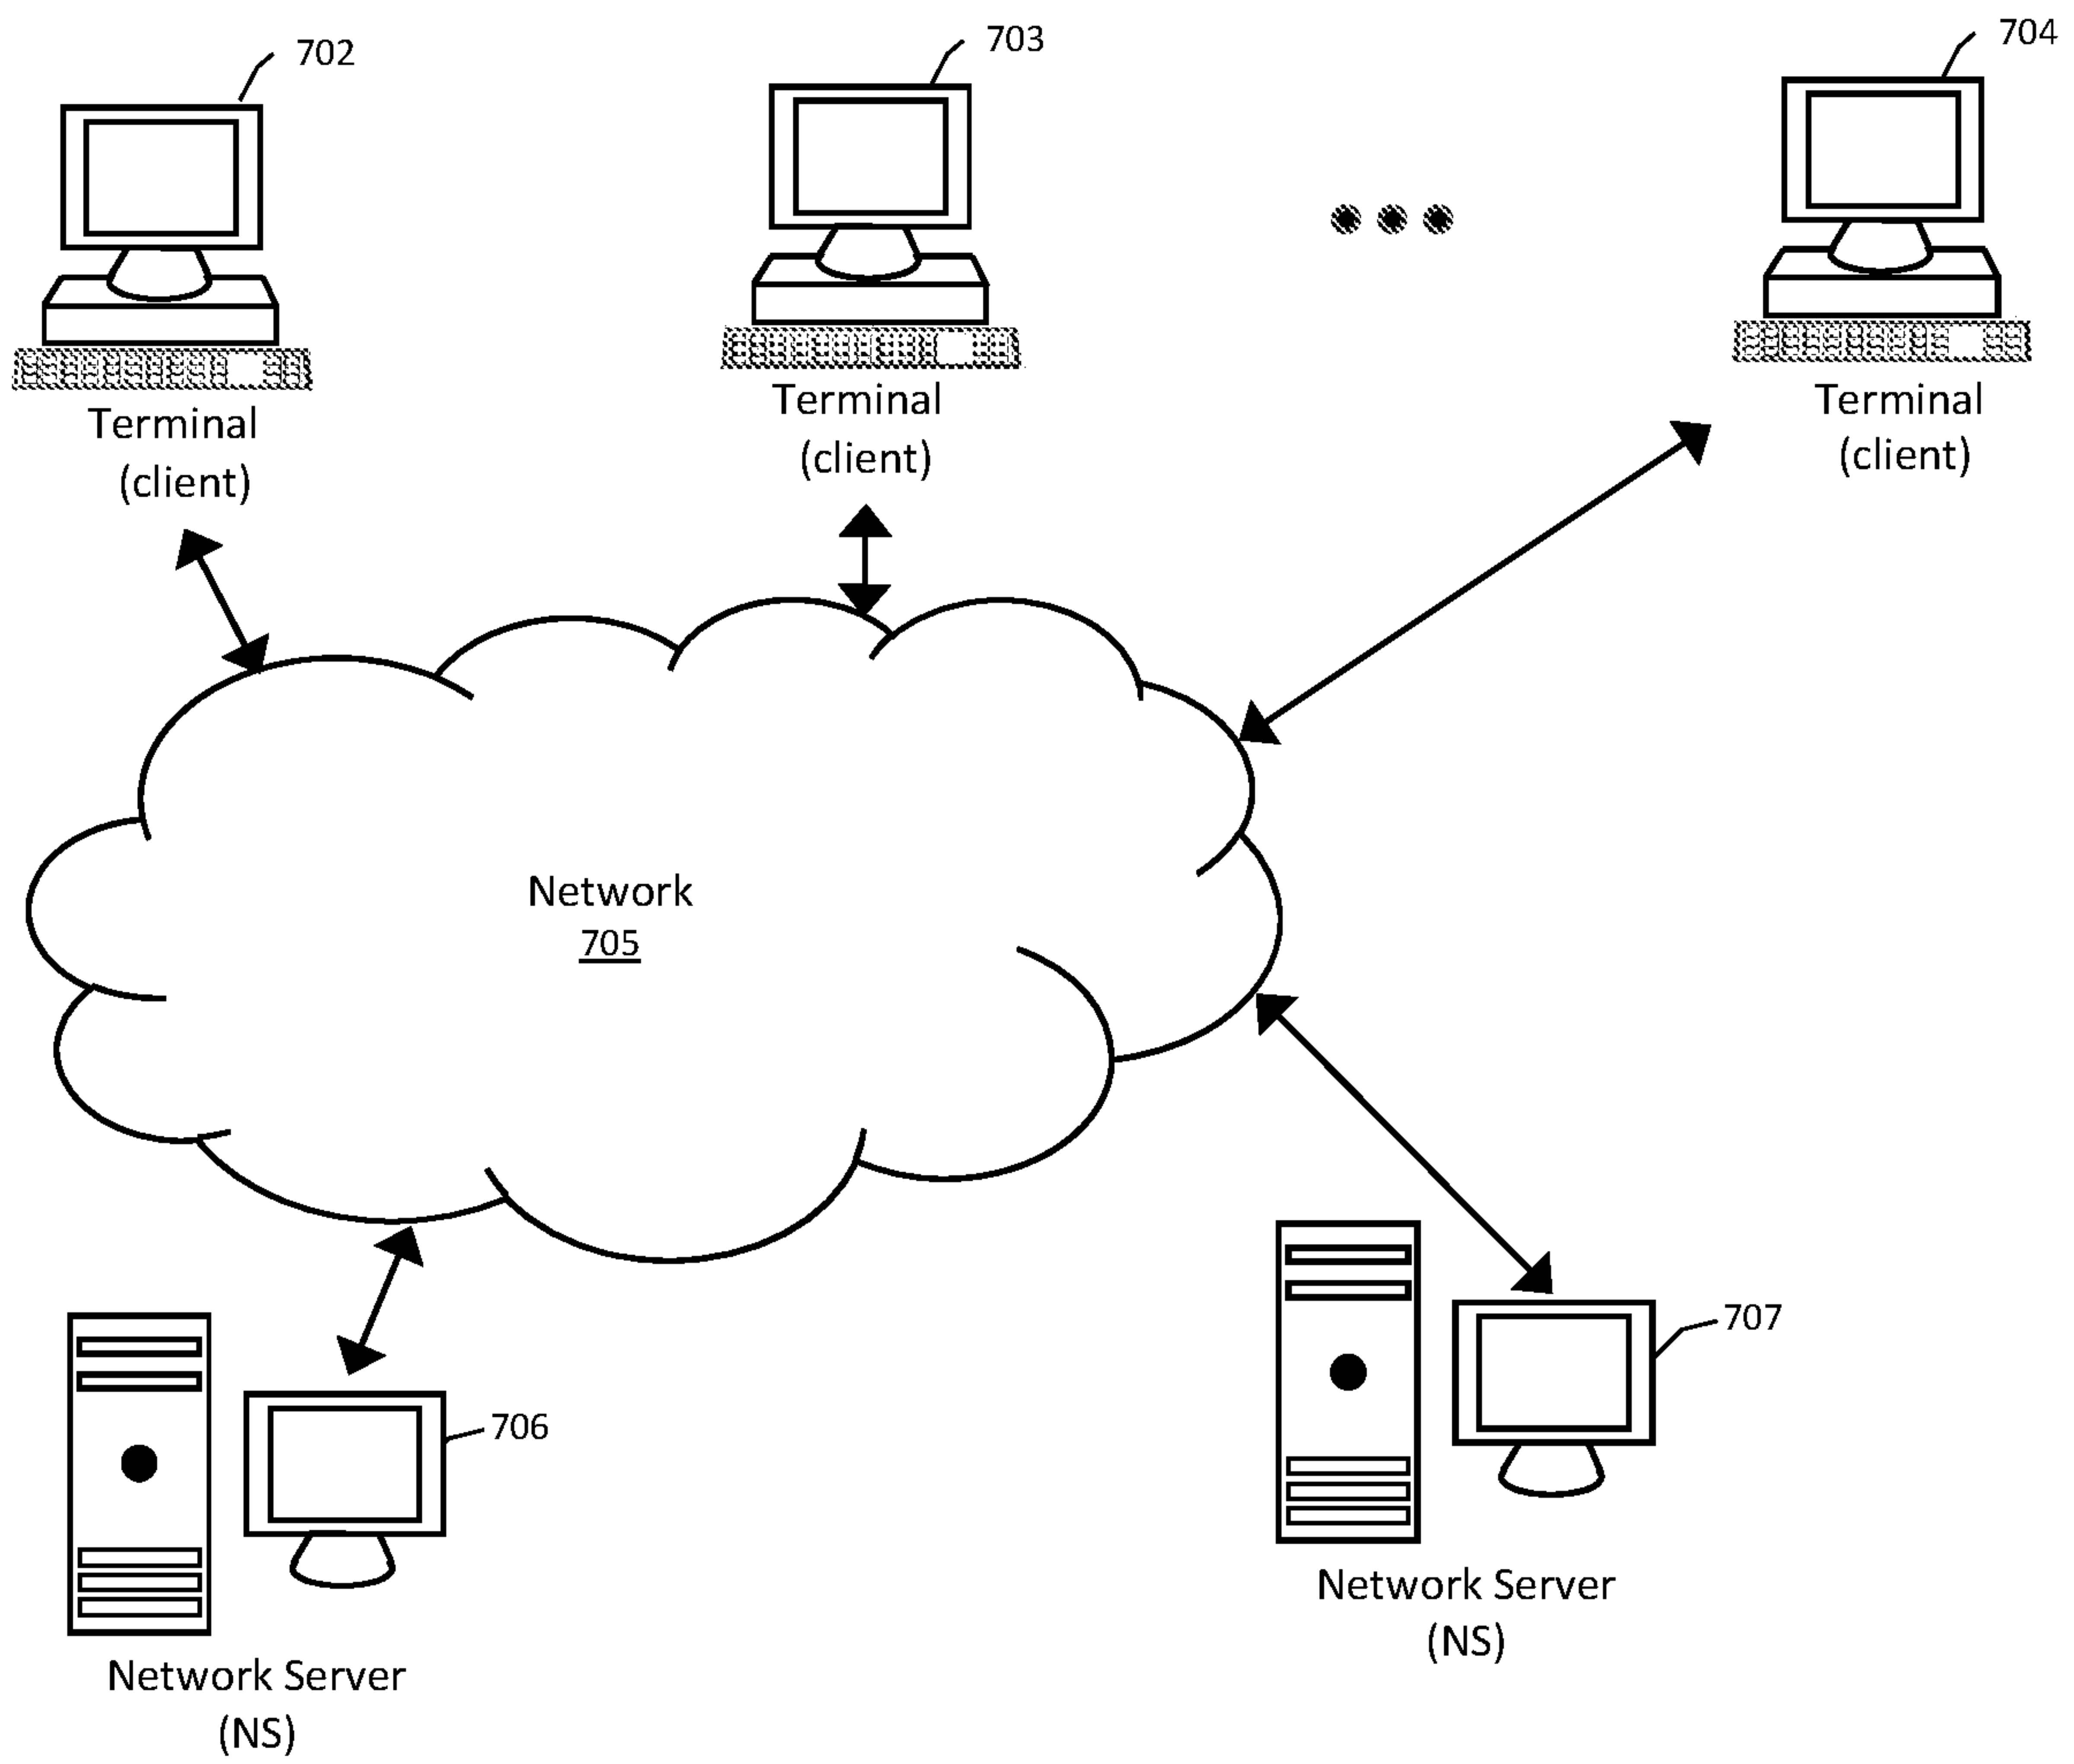 702
703
704
Terminal
(client)
Terminal
(client)
Terminal
(client)
Network
705
706
707
Network Server
(NS)
Network Server
(NS)